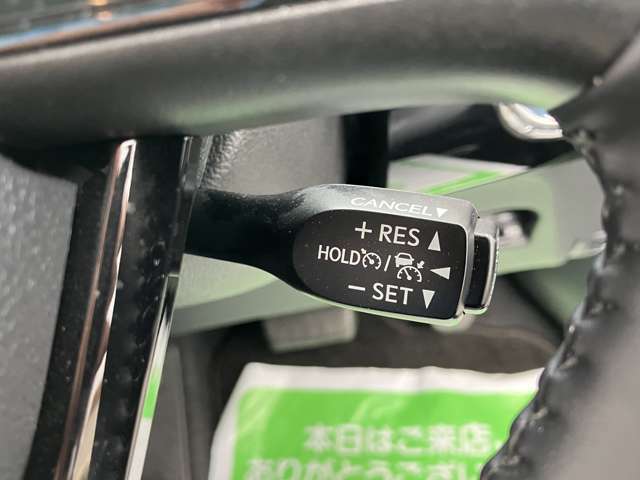 CANCEL▼
+ RES ▲
HOLD / ◀
− SET ▼
本日はご来店、
ありがとうござい